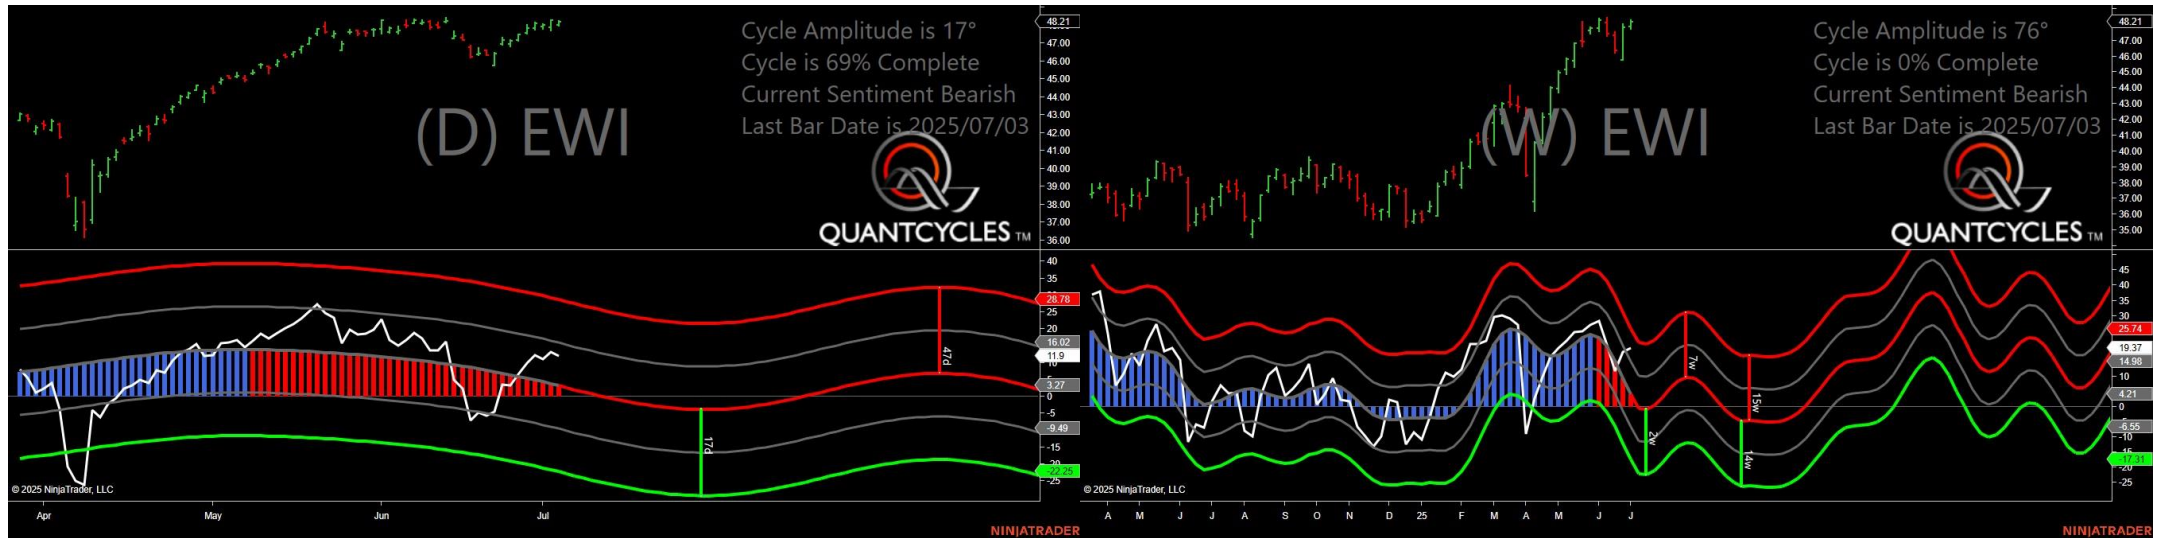 Cycle Amplitude is 17°
Cycle is 69% Complete
Current Sentiment Bearish
Last Bar Date is 2025/07/03
(D) EWI
QUANTCYCLES TM
48.21
47.00
46.00
45.00
44.00
43.00
42.00
41.00
40.00
39.00
38.00
37.00
36.00
40
35
28.78
25
20
16.02
11.9
5
3.27
0
-5
-9.49
-15
-22.25
-25
47d
17d
© 2025 NinjaTrader, LLC
Apr
May
Jun
Jul
NINJATRADER
Cycle Amplitude is 76°
Cycle is 0% Complete
Current Sentiment Bearish
Last Bar Date is 2025/07/03
(W) EWI
QUANTCYCLES TM
48.21
47.00
46.00
45.00
44.00
43.00
42.00
41.00
40.00
39.00
38.00
37.00
36.00
35.00
45
40
35
30
25.74
19.37
14.98
10
4.21
0
-6.55
-10
-17.31
-20
-25
7w
15w
2w
14w
© 2025 NinjaTrader, LLC
A M J J A S O N D 25 F M A M J J
NINJATRADER